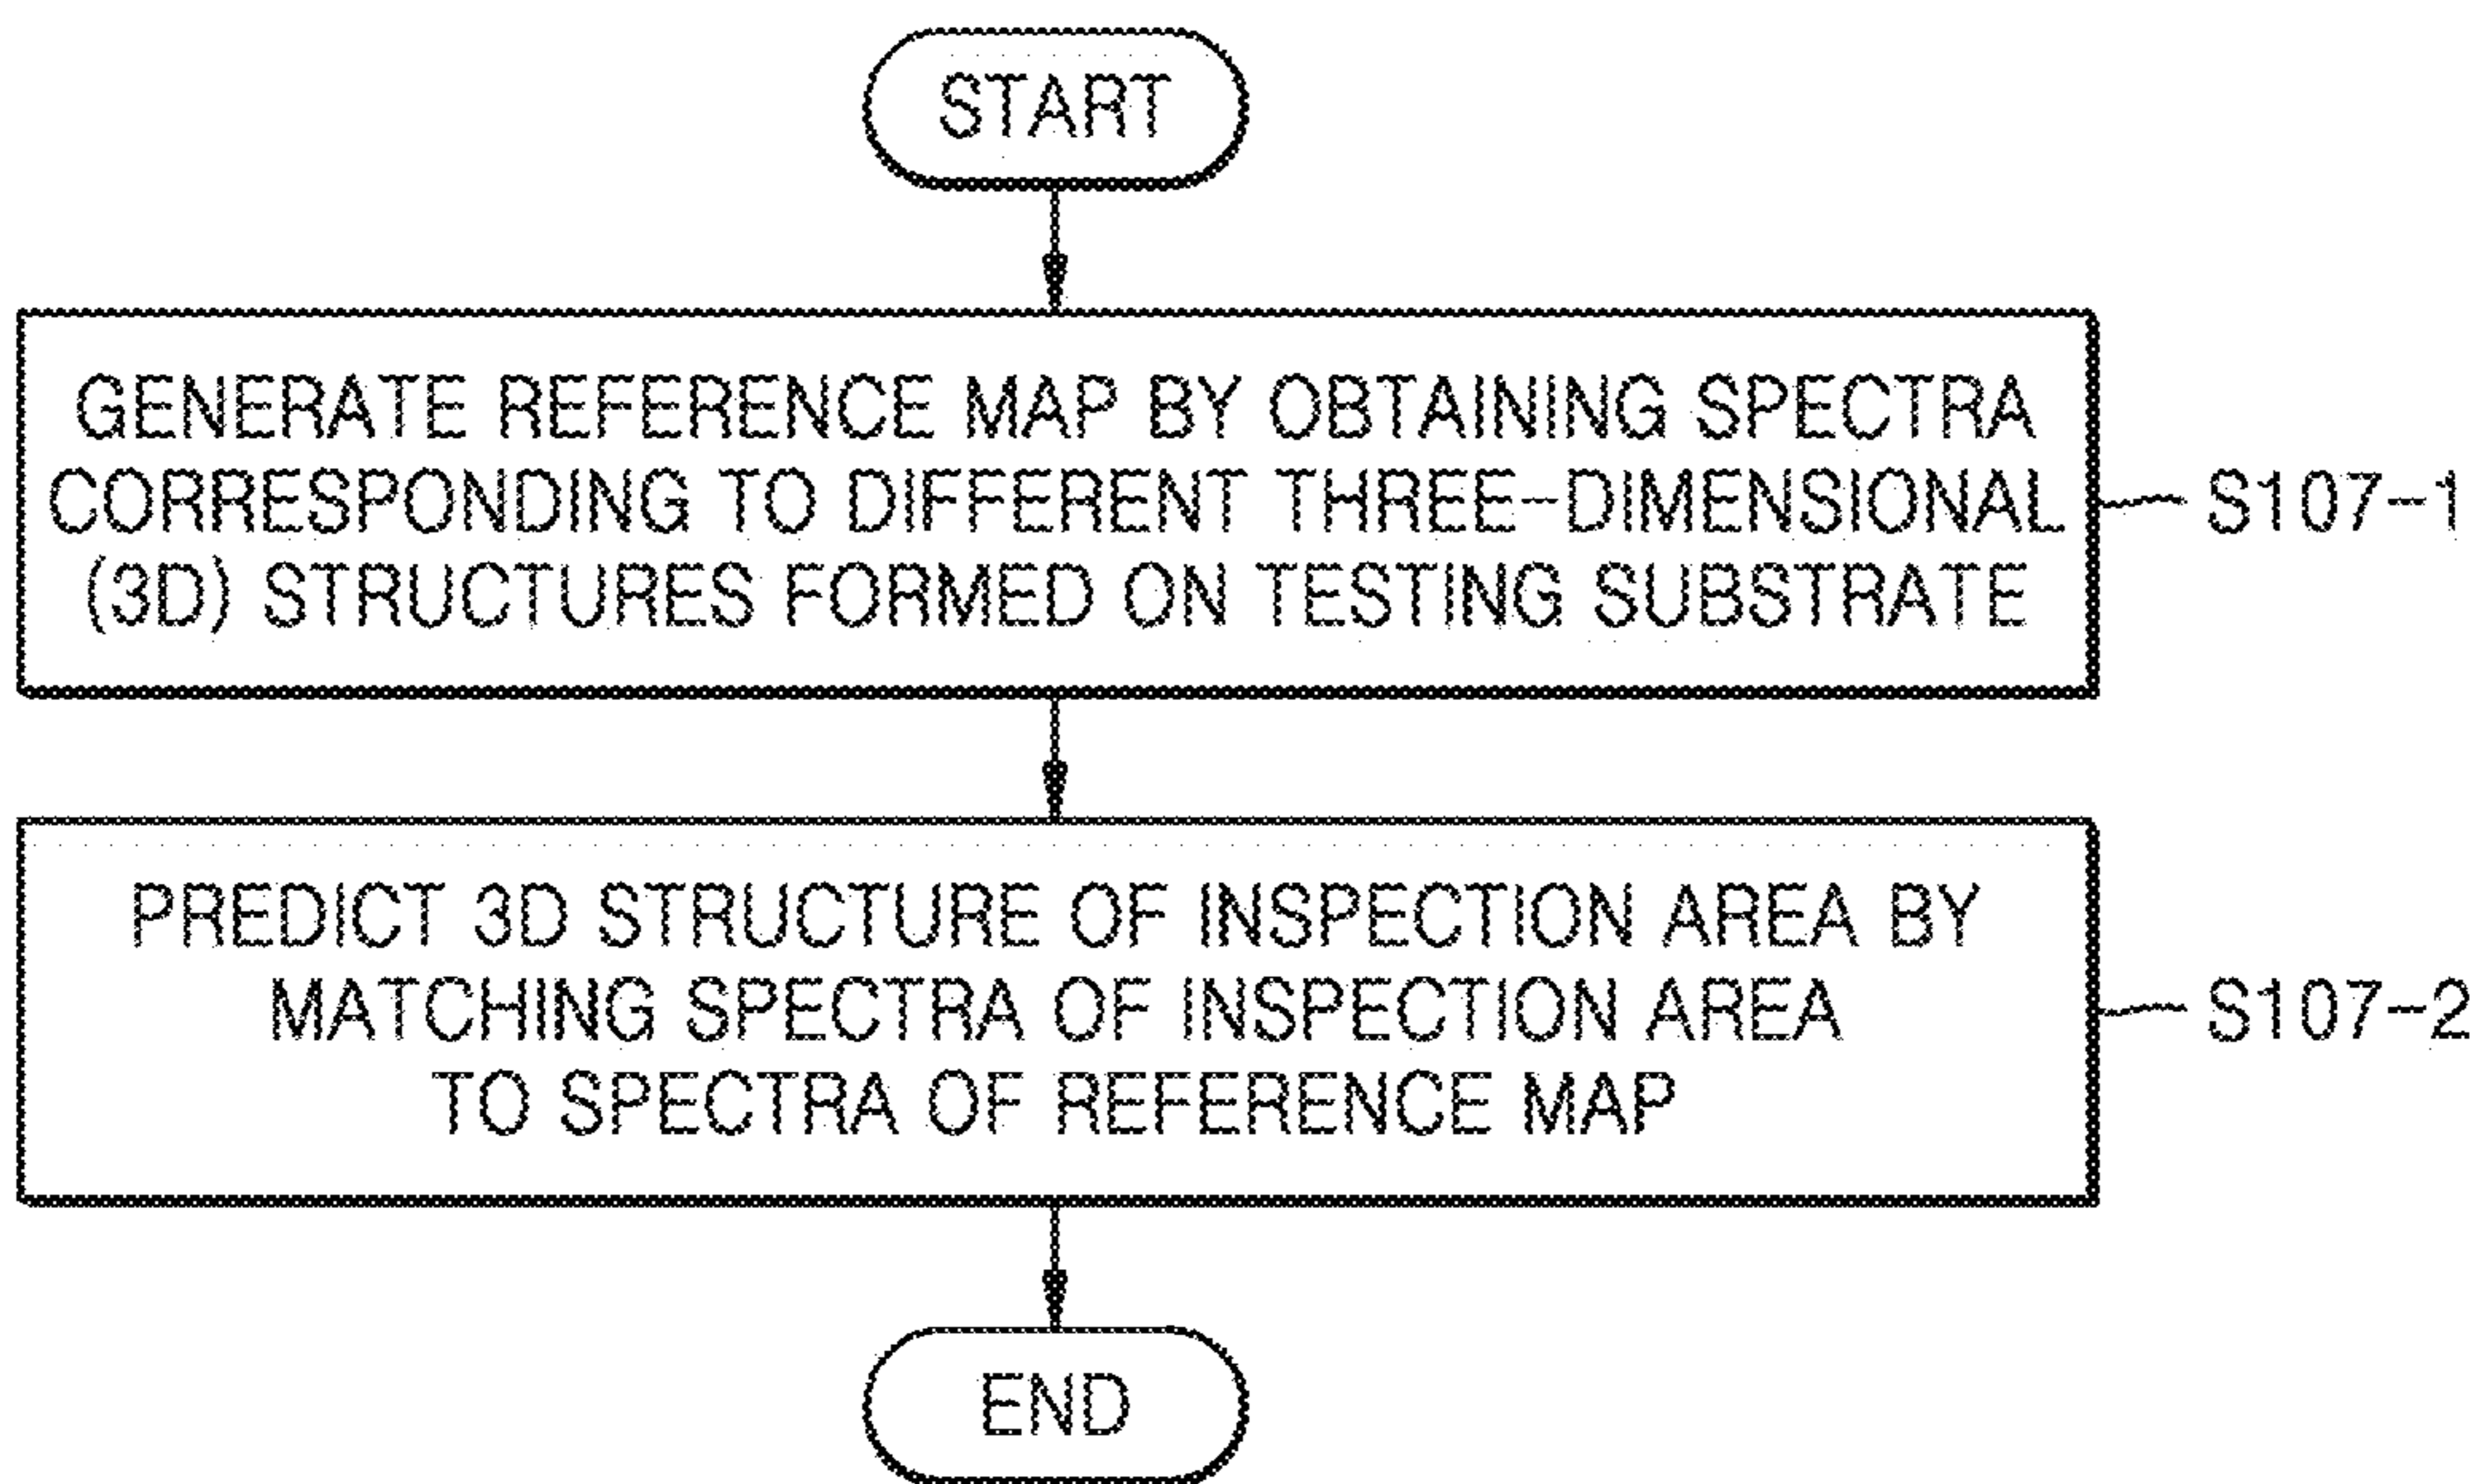 START
GENERATE REFERENCE MAP BY OBTAINING SPECTRA
CORRESPONDING TO DIFFERENT THREE-DIMENSIONAL
(3D) STRUCTURES FORMED ON TESTING SUBSTRATE
S107-1
PREDICT 3D STRUCTURE OF INSPECTION AREA BY
MATCHING SPECTRA OF INSPECTION AREA
TO SPECTRA OF REFERENCE MAP
S107-2
END